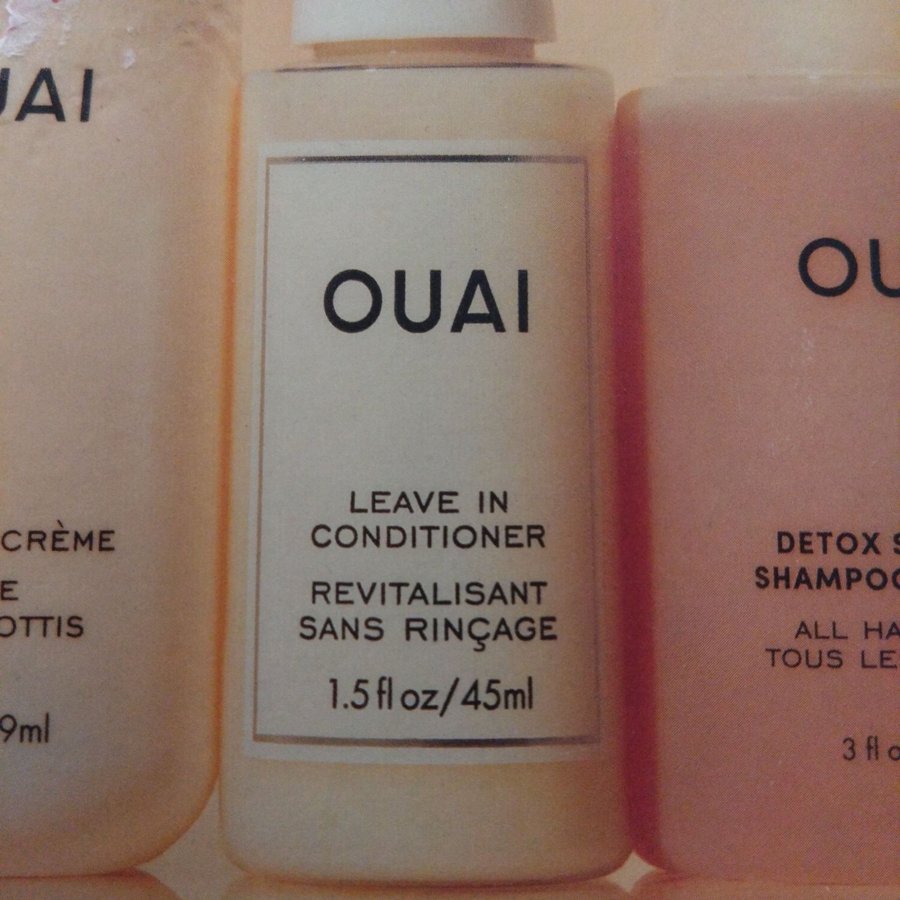 UAI
CRÈME
E
OTTIS
9ml
OUAI
LEAVE IN
CONDITIONER
REVITALISANT
SANS RINÇAGE
1.5 fl oz/45ml
OU
DETOX S
SHAMPOO
ALL HA
TOUS LE
3 fl o